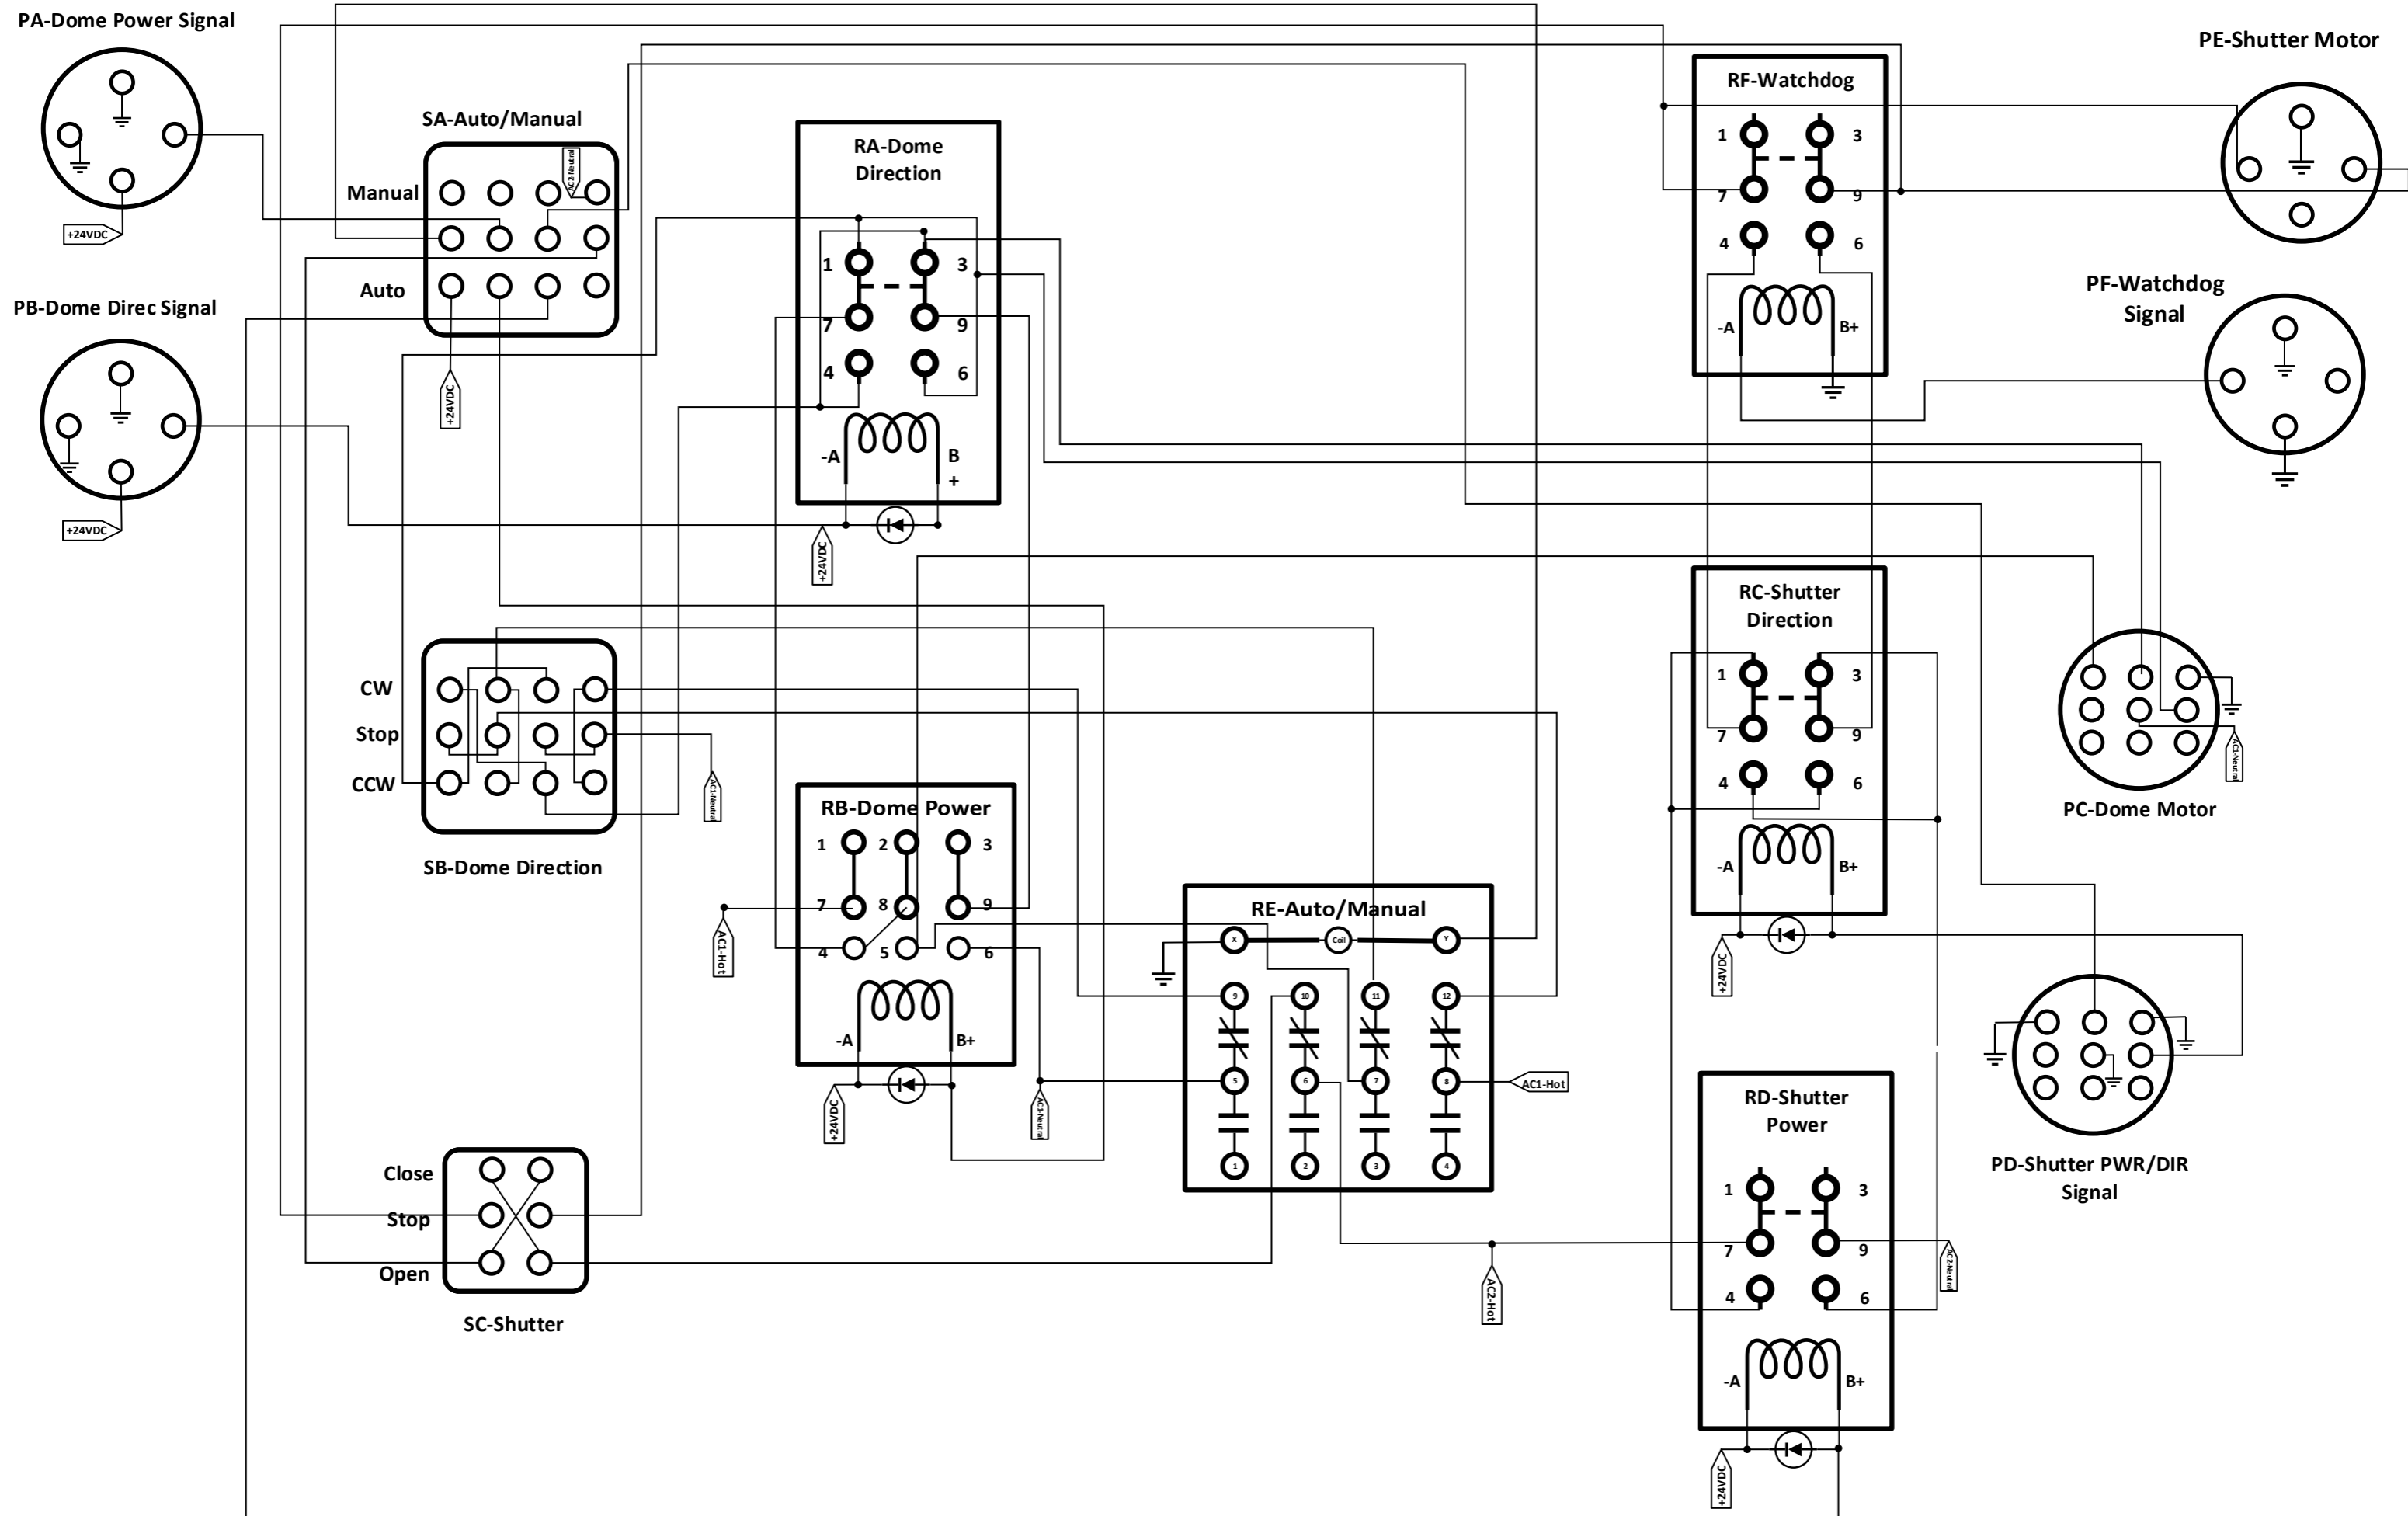 PA-Dome Power Signal
+24VDC
PB-Dome Direc Signal
+24VDC
SA-Auto/Manual
Manual
Auto
AC2-Neutral
+24VDC
RA-Dome
Direction
1
3
7
9
4
6
-A
B
+
+24VDC
SB-Dome Direction
CW
Stop
CCW
AC1-Neutral
RB-Dome Power
1
2
3
7
8
9
4
5
6
-A
B+
AC1-Hot
+24VDC
AC1-Neutral
SC-Shutter
Close
Stop
Open
RE-Auto/Manual
X
Coil
Y
9
10
11
12
5
6
7
8
1
2
3
4
AC1-Hot
AC2-Hot
RF-Watchdog
1
3
7
9
4
6
-A
B+
RC-Shutter
Direction
1
3
7
9
4
6
-A
B+
+24VDC
RD-Shutter
Power
1
3
7
9
4
6
-A
B+
+24VDC
AC2-Neutral
PE-Shutter Motor
PF-Watchdog
Signal
PC-Dome Motor
AC1-Neutral
PD-Shutter PWR/DIR
Signal